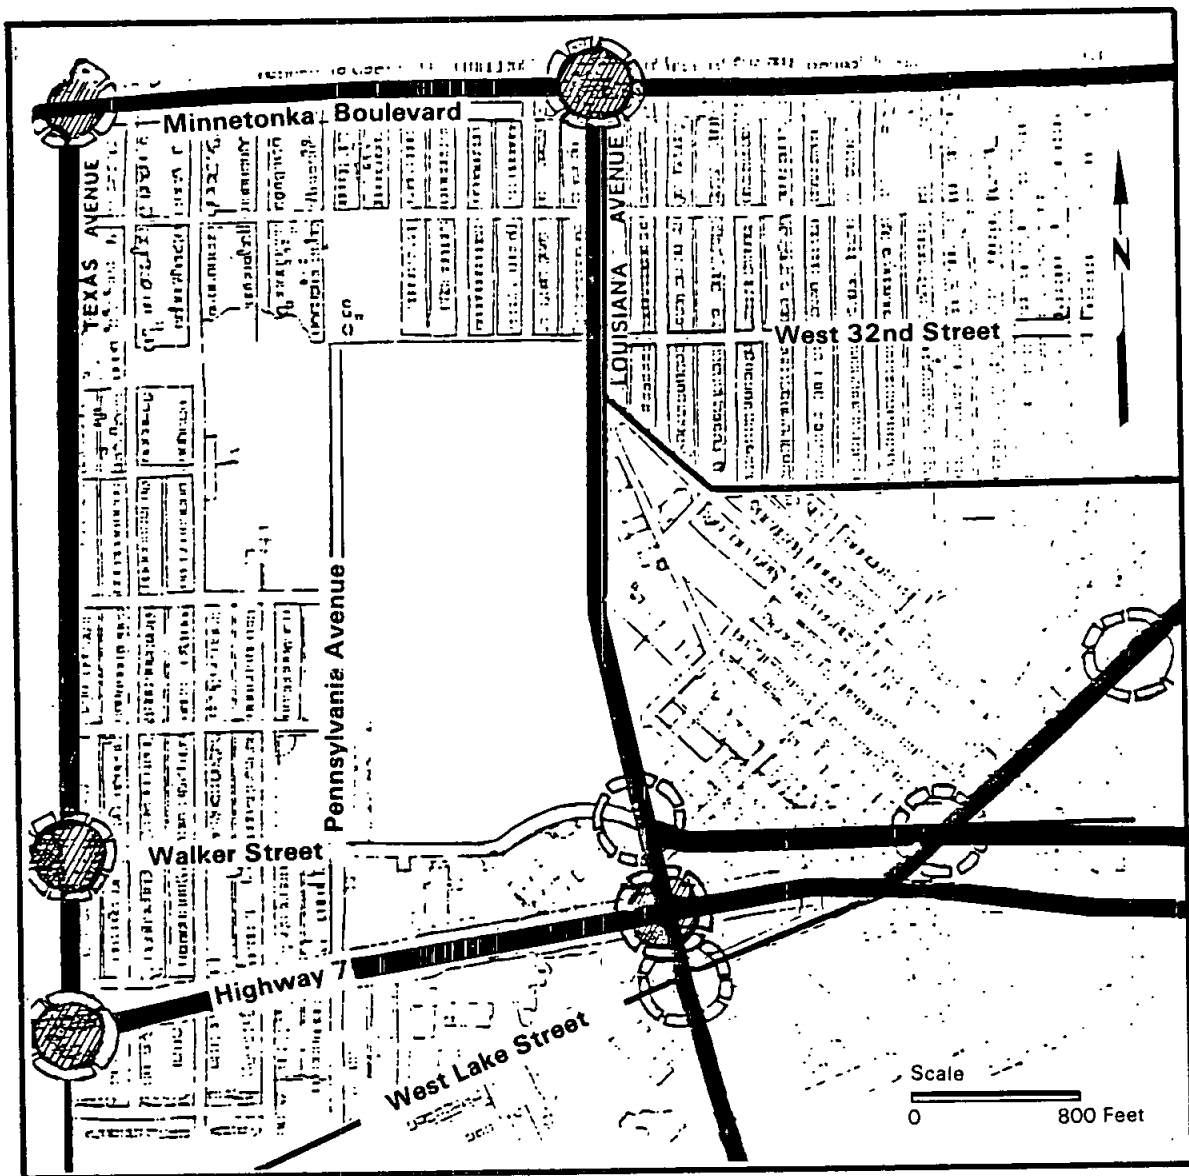 Minnetonka Boulevard
TEXAS AVENUE
LOUISIANA AVENUE
N
West 32nd Street
Pennsylvania Avenue
Walker Street
Highway 7
West Lake Street
Scale
0 800 Feet